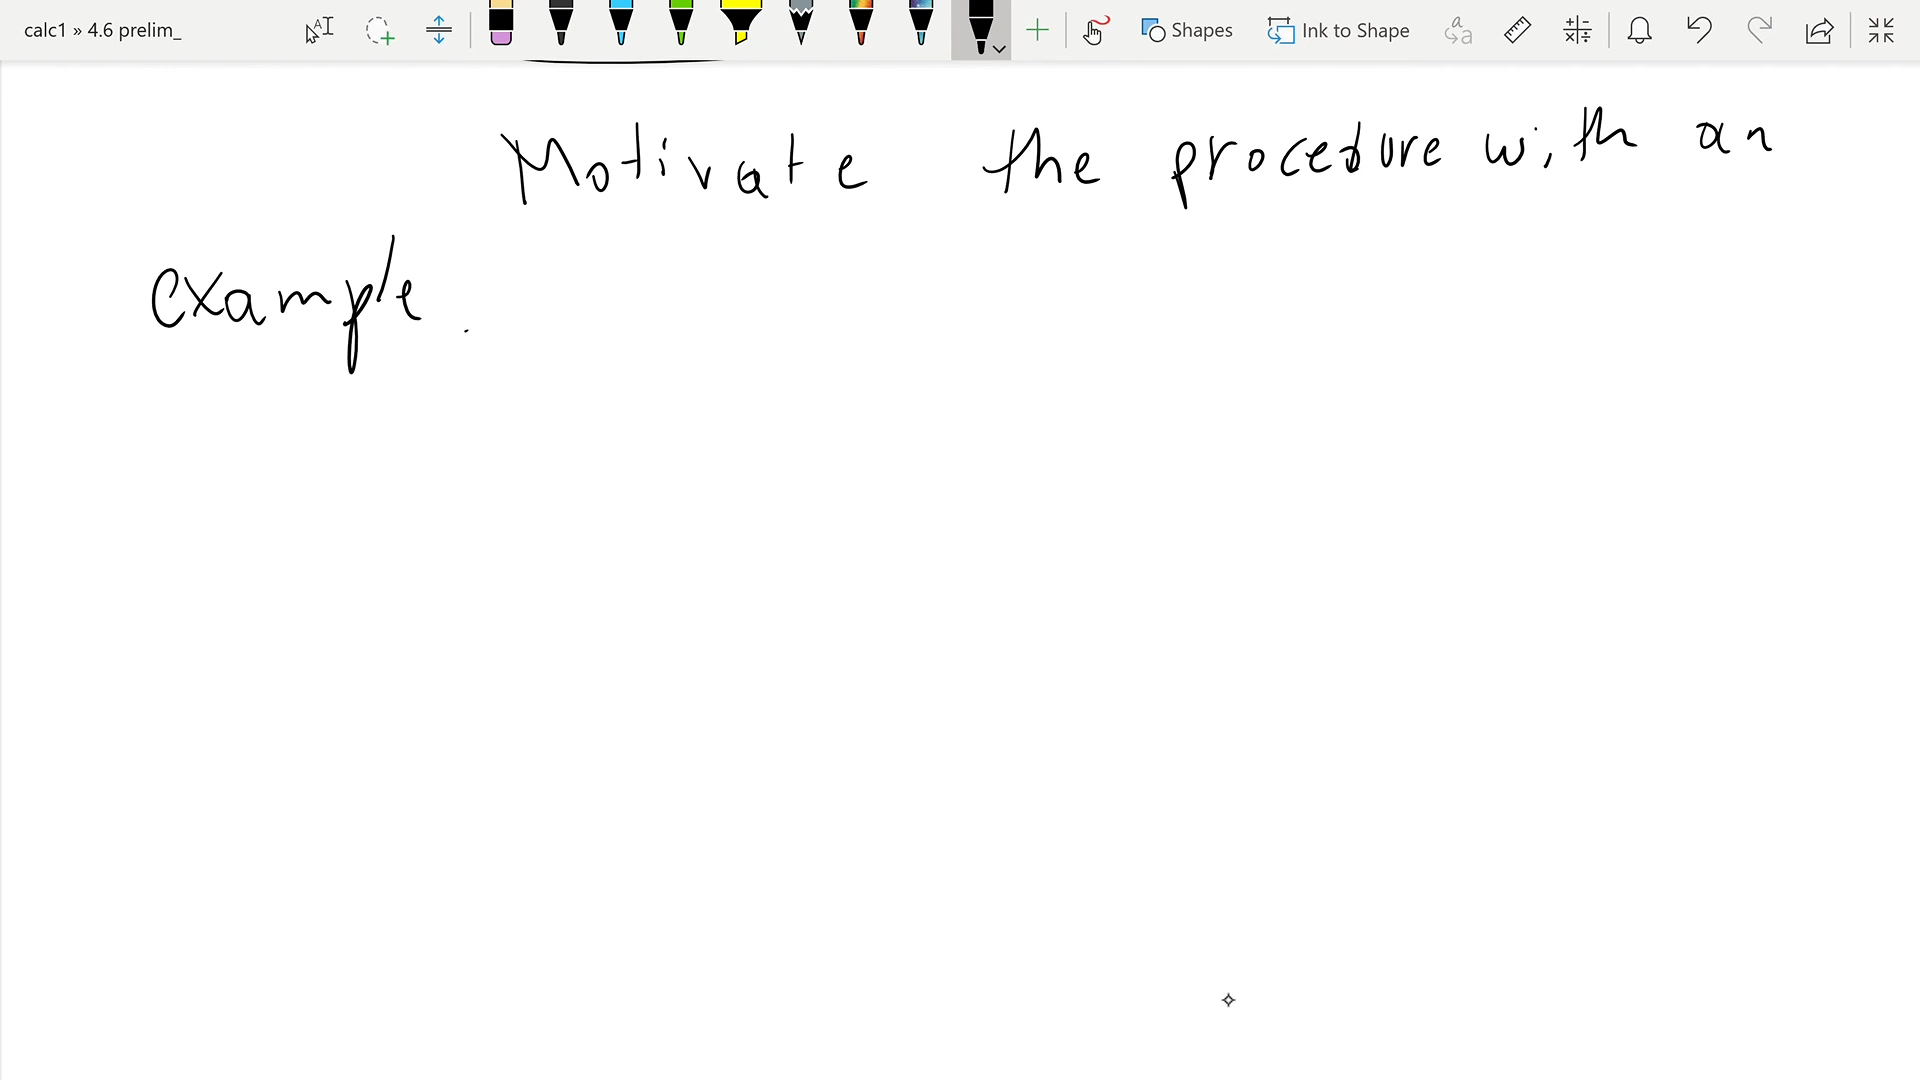 calc1 » 4.6 prelim_ Shapes Ink to Shape
Motivate the procedure with an
example.